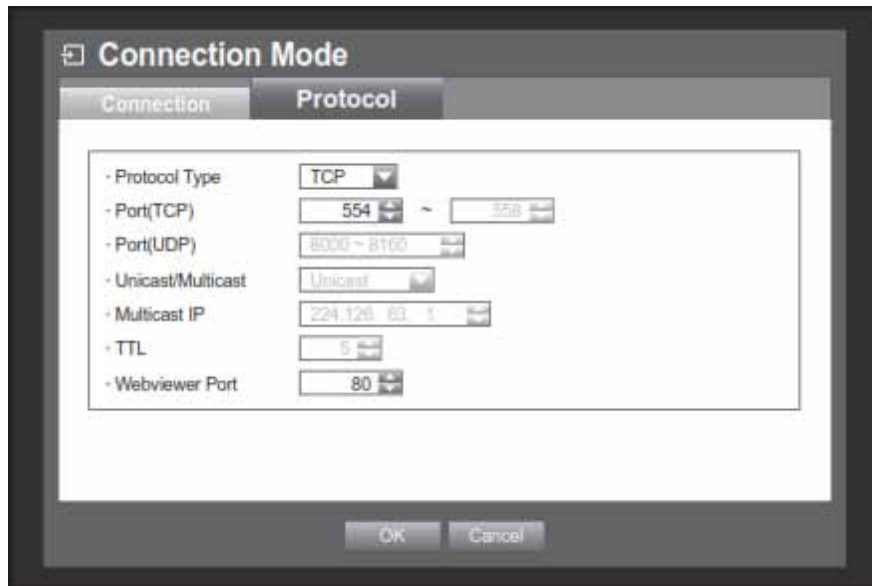 Connection Mode
Connection Protocol
· Protocol Type TCP
· Port(TCP) 554 ~ 558
· Port(UDP) 8000 ~ 8160
· Unicast/Multicast Unicast
· Multicast IP 224.126. 63. 1
· TTL 5
· Webviewer Port 80
OK Cancel